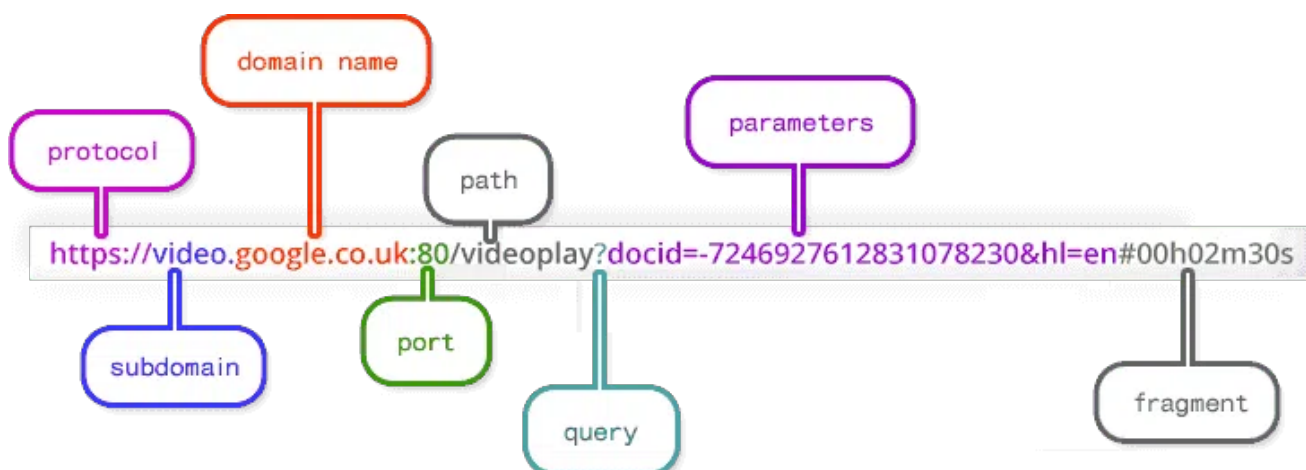 domain name
parameters
protocol
path
https://video.google.co.uk:80/videoplay?docid=-7246927612831078230&hl=en#00h02m30s
subdomain
port
query
fragment